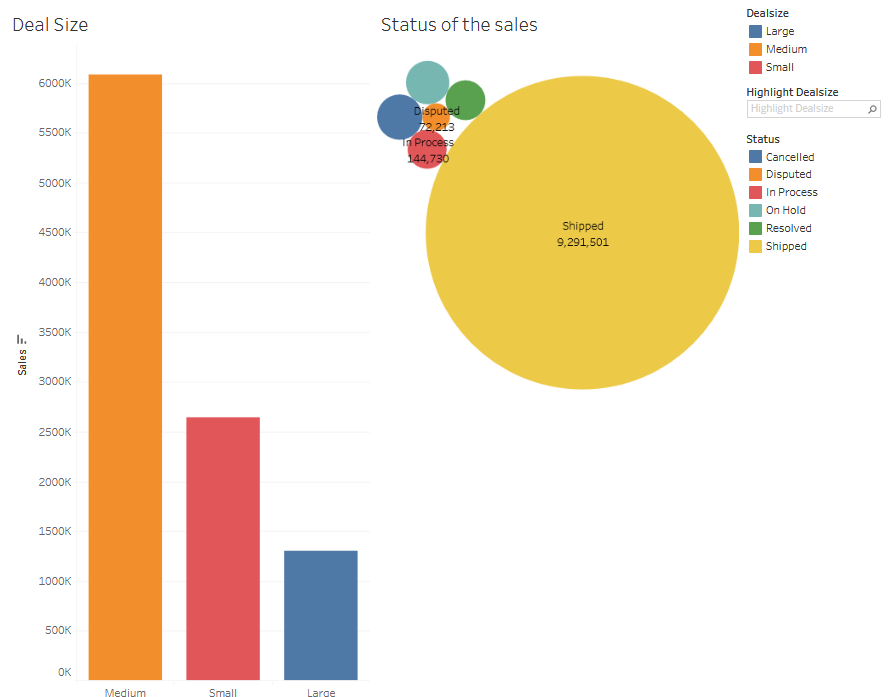 Deal Size
6000K
5500K
5000K
4500K
4000K
3500K
3000K
2500K
2000K
1500K
1000K
500K
0K
Sales
Medium
Small
Large
Status of the sales
Disputed
72,213
In Process
144,730
Shipped
9,291,501
Dealsize
Large
Medium
Small
Highlight Dealsize
Highlight Dealsize
Status
Cancelled
Disputed
In Process
On Hold
Resolved
Shipped